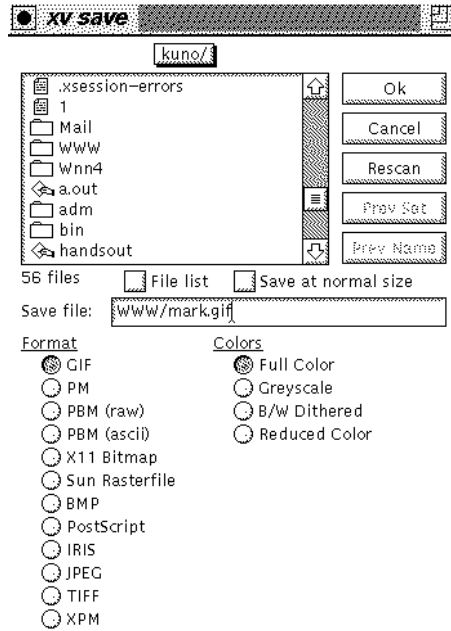 xv save
kuno/
.xsession-errors
1
Mail
WWW
Wnn4
a.out
adm
bin
handsout
Ok
Cancel
Rescan
Prev Set
Prev Name
56 files
File list
Save at normal size
Save file: WWW/mark.gif
Format
GIF
PM
PBM (raw)
PBM (ascii)
X11 Bitmap
Sun Rasterfile
BMP
PostScript
IRIS
JPEG
TIFF
XPM
Colors
Full Color
Greyscale
B/W Dithered
Reduced Color